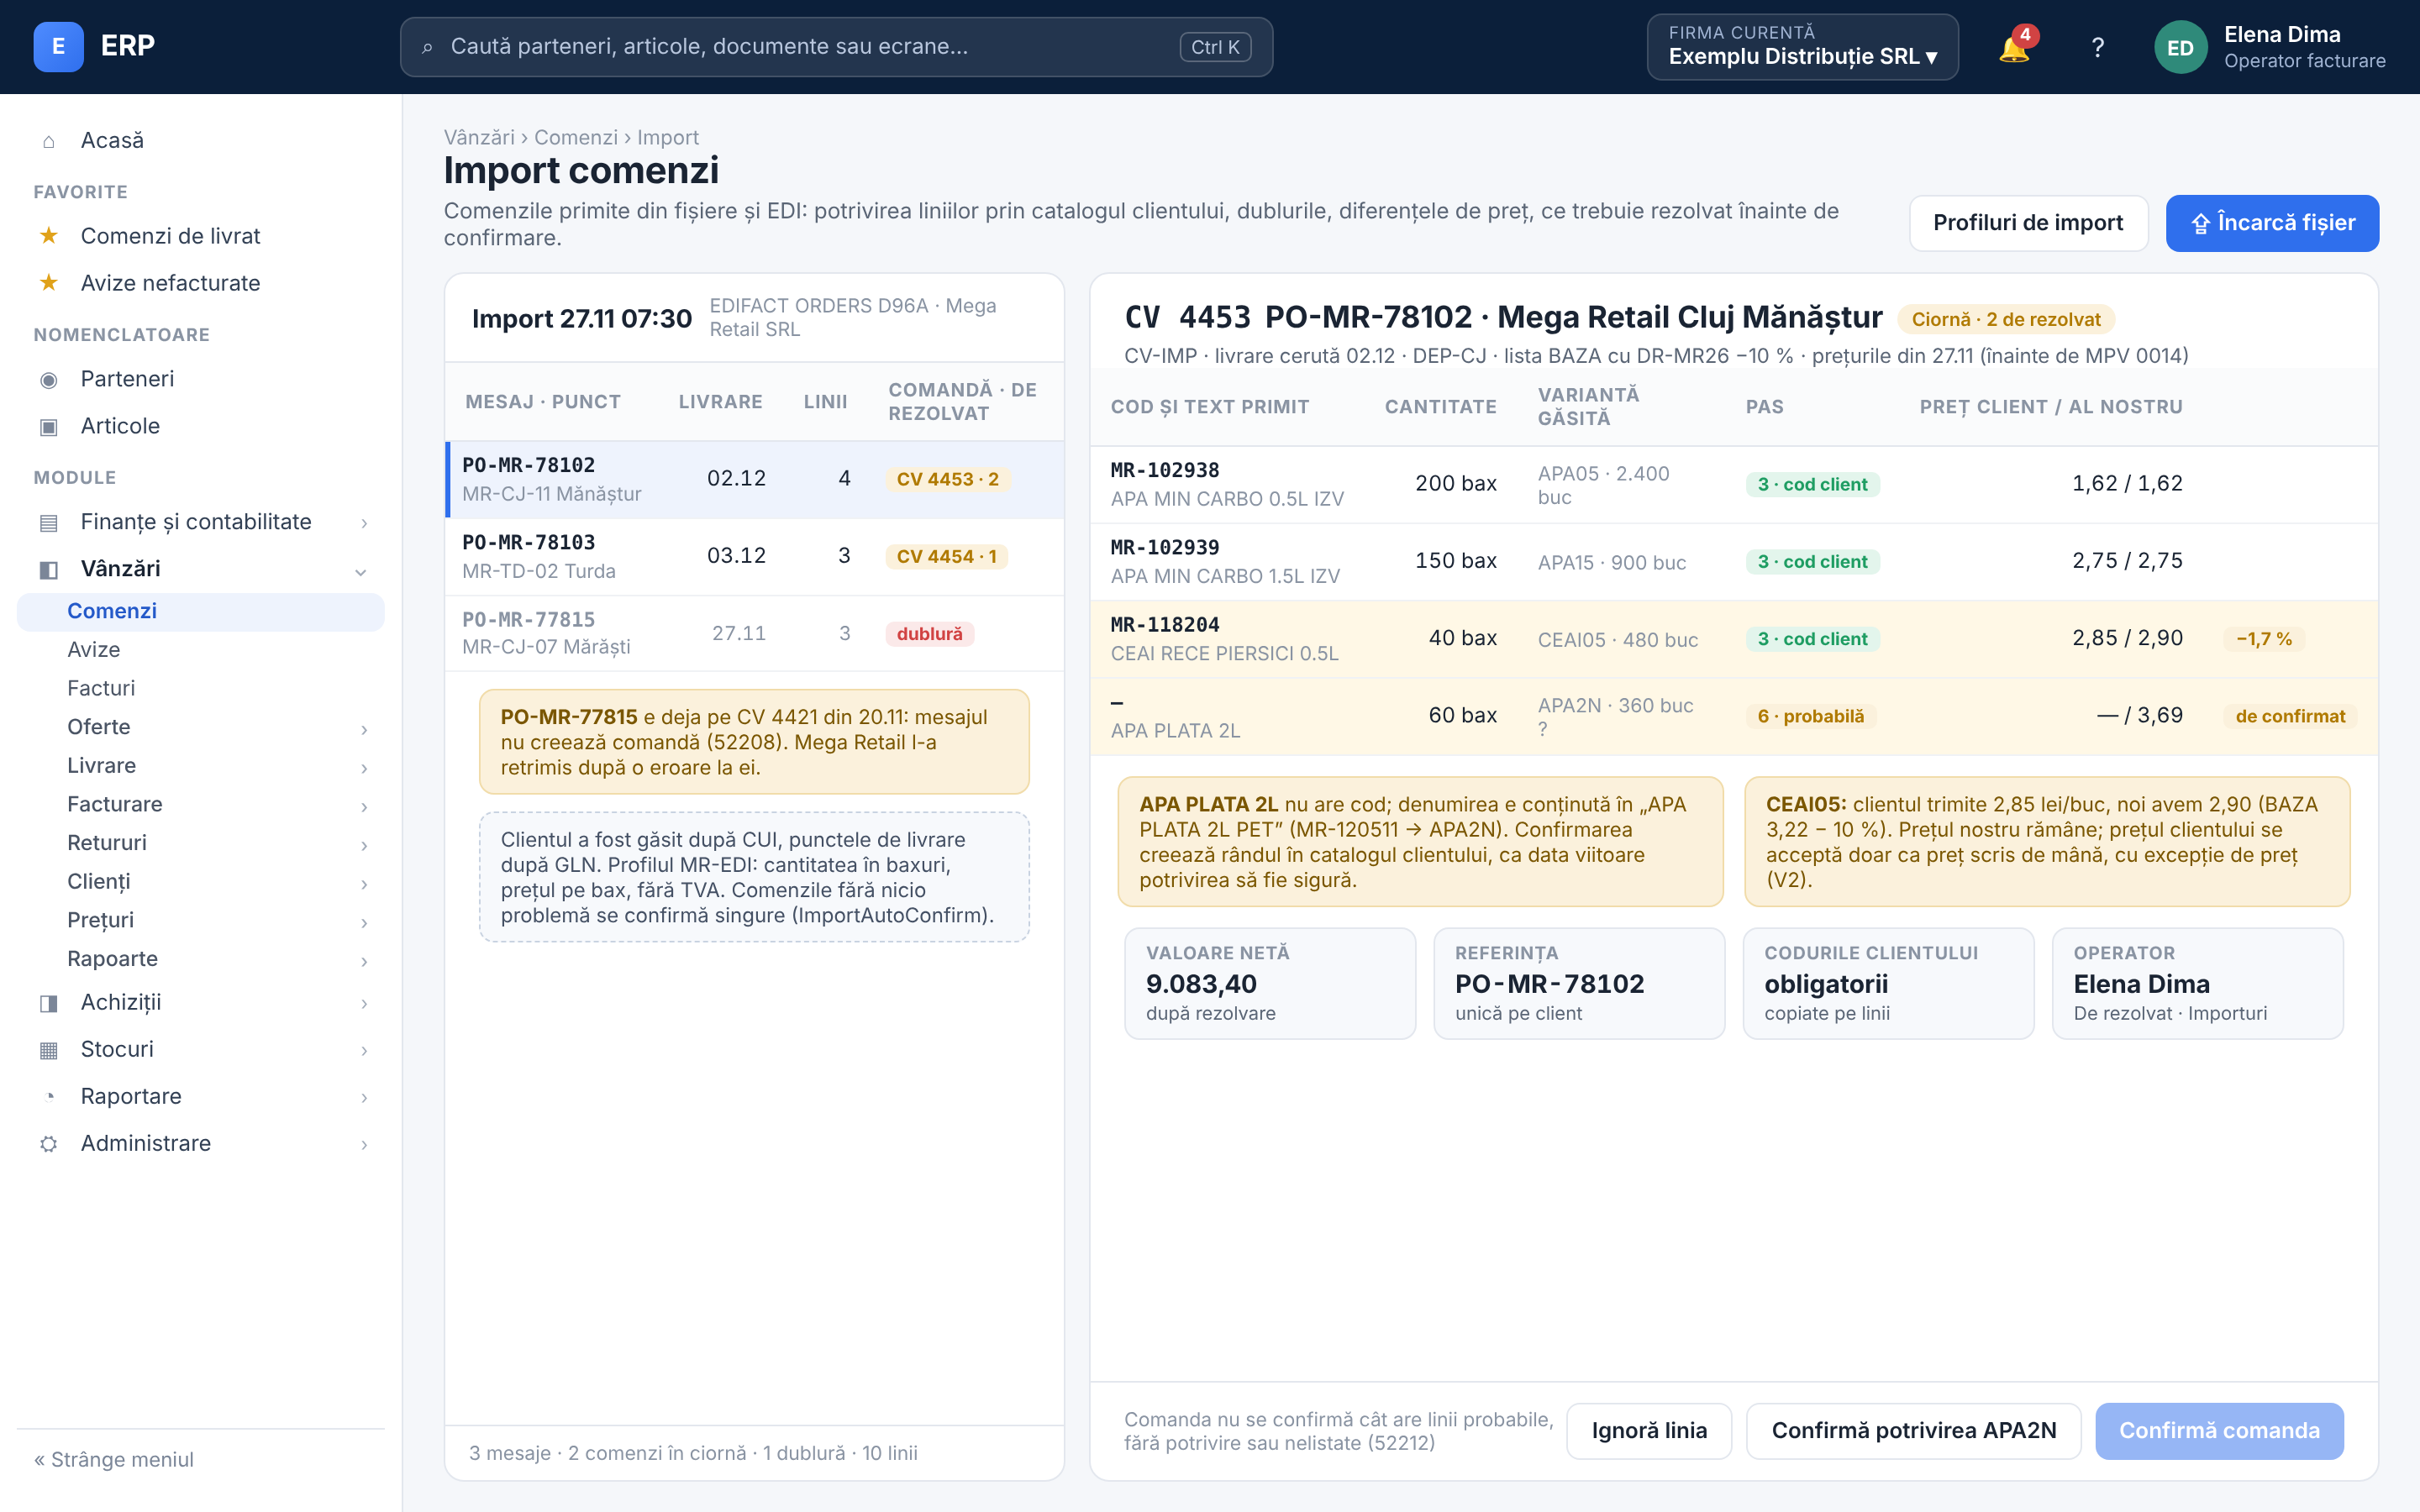 E ERP
Caută parteneri, articole, documente sau ecrane... Ctrl K
FIRMA CURENTĂ
Exemplu Distribuție SRL ▾
4
?
ED
Elena Dima
Operator facturare
Acasă
FAVORITE
★ Comenzi de livrat
★ Avize nefacturate
NOMENCLATOARE
Parteneri
Articole
MODULE
Finanțe și contabilitate ›
Vânzări
Comenzi
Avize
Facturi
Oferte ›
Livrare ›
Facturare ›
Retururi ›
Clienți ›
Prețuri ›
Rapoarte ›
Achiziții ›
Stocuri ›
Raportare ›
Administrare ›
« Strânge meniul
Vânzări › Comenzi › Import
Import comenzi
Comenzile primite din fișiere și EDI: potrivirea liniilor prin catalogul clientului, dublurile, diferențele de preț, ce trebuie rezolvat înainte de
confirmare.
Profiluri de import
⇪ Încarcă fișier
Import 27.11 07:30
EDIFACT ORDERS D96A · Mega
Retail SRL
MESAJ · PUNCT LIVRARE LINII COMANDĂ · DE
REZOLVAT
PO-MR-78102 02.12 4 CV 4453 · 2
MR-CJ-11 Mănăștur
PO-MR-78103 03.12 3 CV 4454 · 1
MR-TD-02 Turda
PO-MR-77815 27.11 3 dublură
MR-CJ-07 Mărăști
PO-MR-77815 e deja pe CV 4421 din 20.11: mesajul
nu creează comandă (52208). Mega Retail l-a
retrimis după o eroare la ei.
Clientul a fost găsit după CUI, punctele de livrare
după GLN. Profilul MR-EDI: cantitatea în baxuri,
prețul pe bax, fără TVA. Comenzile fără nicio
problemă se confirmă singure (ImportAutoConfirm).
3 mesaje · 2 comenzi în ciornă · 1 dublură · 10 linii
CV 4453 PO-MR-78102 · Mega Retail Cluj Mănăștur Ciornă · 2 de rezolvat
CV-IMP · livrare cerută 02.12 · DEP-CJ · lista BAZA cu DR-MR26 −10 % · prețurile din 27.11 (înainte de MPV 0014)
COD ȘI TEXT PRIMIT CANTITATE VARIANTĂ
GĂSITĂ PAS PREȚ CLIENT / AL NOSTRU
MR-102938 200 bax APA05 · 2.400
buc 3 · cod client 1,62 / 1,62
APA MIN CARBO 0.5L IZV
MR-102939 150 bax APA15 · 900 buc 3 · cod client 2,75 / 2,75
APA MIN CARBO 1.5L IZV
MR-118204 40 bax CEAI05 · 480 buc 3 · cod client 2,85 / 2,90 −1,7 %
CEAI RECE PIERSICI 0.5L
— 60 bax APA2N · 360 buc
? 6 · probabilă — / 3,69 de confirmat
APA PLATA 2L
APA PLATA 2L nu are cod; denumirea e conținută în „APA
PLATA 2L PET” (MR-120511 → APA2N). Confirmarea
creează rândul în catalogul clientului, ca data viitoare
potrivirea să fie sigură.
CEAI05: clientul trimite 2,85 lei/buc, noi avem 2,90 (BAZA
3,22 − 10 %). Prețul nostru rămâne; prețul clientului se
acceptă doar ca preț scris de mână, cu excepție de preț
(V2).
VALOARE NETĂ
9.083,40
după rezolvare
REFERINȚA
PO-MR-78102
unică pe client
CODURILE CLIENTULUI
obligatorii
copiate pe linii
OPERATOR
Elena Dima
De rezolvat · Importuri
Comanda nu se confirmă cât are linii probabile,
fără potrivire sau nelistate (52212)
Ignoră linia
Confirmă potrivirea APA2N
Confirmă comanda